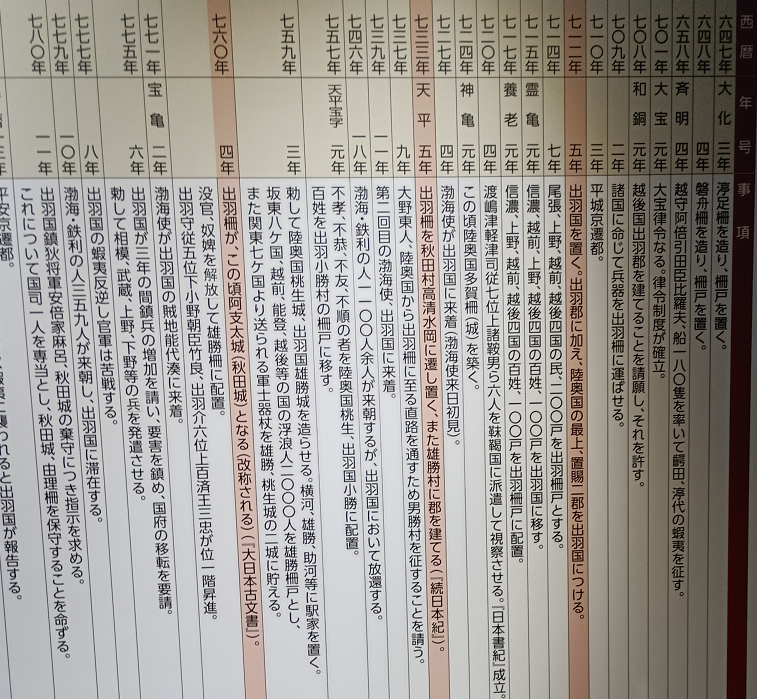 西暦 年号 事項
六四七年 大化 三年 渟足柵を造り、柵戸を置く。
六四八年 四年 磐舟柵を造り、柵戸を置く。
六五八年 斉明 四年 越守阿倍引田臣比羅夫、船一八〇隻を率いて齶田、渟代の蝦夷を征す。
七〇一年 大宝 元年 大宝律令なる。律令制度が確立。
七〇八年 和銅 元年 越後国出羽郡を建てることを請願し、それを許す。
七〇九年 二年 諸国に命じて兵器を出羽柵に運ばせる。
七一〇年 三年 平城京遷都。
七一二年 五年 出羽国を置く。出羽郡に加え、陸奥国の最上、置賜二郡を出羽国につける。
七一四年 七年 尾張、上野、越前、越後四国の民、二〇〇戸を出羽柵戸とする。
七一五年 霊亀 元年 信濃、越前、上野、越後四国の百姓、一〇〇戸を出羽国に移す。
七一七年 養老 元年 信濃、上野、越前、越後四国の百姓、一〇〇戸を出羽柵戸に配置。
七二〇年 四年 渡嶋津軽津司従七位上諸鞍男ら六人を靺鞨国に派遣して視察させる。『日本書紀』成立。
七二四年 神亀 元年 この頃陸奥国多賀柵(城)を築く。
七二七年 四年 渤海使が出羽国に来着(渤海使来日初見)。
七三三年 天平 五年 出羽柵を秋田村高清水岡に遷し置く、また雄勝村に郡を建てる(『続日本紀』)。
七三七年 九年 大野東人、陸奥国から出羽柵に至る直路を通すため男勝村を征することを請う。
七三九年 一一年 第二回目の渤海使、出羽国に来着。
七四六年 一八年 渤海・鉄利の人一一〇〇人余人が来朝するが、出羽国において放還する。
七五七年 天平宝字 元年 不孝、不恭、不友、不順の者を陸奥国桃生、出羽国小勝に配置。
百姓を出羽小勝村の柵戸に移す。
七五九年 三年 勅して陸奥国桃生城、出羽国雄勝城を造らせる。横河、雄勝、助河等に駅家を置く。
坂東八ケ国、越前、能登、越後等の国の浮浪人二〇〇〇人を雄勝柵戸とし、
また関東七ケ国より送られる軍士器杖を雄勝、桃生城の二城に貯える。
七六〇年 四年 出羽柵が、この頃阿支太城(秋田城)となる(改称される)(『大日本古文書』)。
没官、奴婢を解放して雄勝柵に配置。
出羽守従五位下小野朝臣竹良、出羽介六位上百済王三忠が位一階昇進。
七七一年 宝亀 二年 渤海使が出羽国の賊地能代湊に来着。
七七五年 六年 出羽国が三年の間鎮兵の増加を請い、要害を鎮め、国府の移転を要請。
勅して相模、武蔵、上野、下野等の兵を発遣させる。
七七七年 八年 出羽国の蝦夷反逆し官軍は苦戦する。
七七九年 一〇年 渤海・鉄利の人三五九人が来朝し、出羽国に滞在する。
七八〇年 一一年 出羽国鎮狄将軍安倍家麻呂、秋田城の棄守につき指示を求める。
これについて国司一人を専当とし、秋田城、由理柵を保守することを命ずる。
平安京遷都。
襲われると出羽国が報告する。